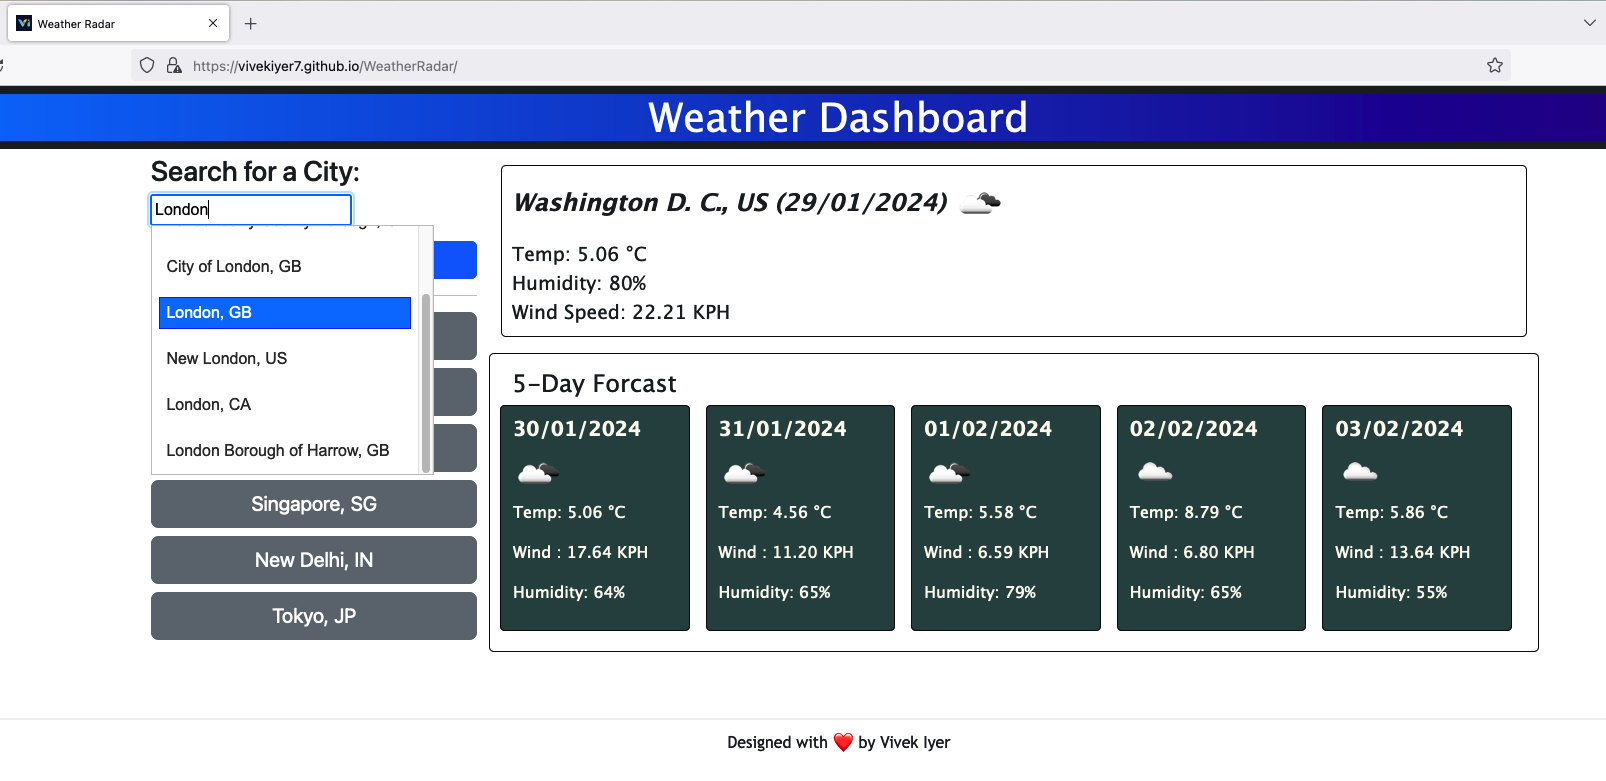 Weather Radar
https://vivekiyer7.github.io/WeatherRadar/
Weather Dashboard
Search for a City:
London
City of London, GB
London, GB
New London, US
London, CA
London Borough of Harrow, GB
Singapore, SG
New Delhi, IN
Tokyo, JP
Washington D. C., US (29/01/2024)
Temp: 5.06 °C
Humidity: 80%
Wind Speed: 22.21 KPH
5-Day Forcast
30/01/2024
Temp: 5.06 °C
Wind : 17.64 KPH
Humidity: 64%
31/01/2024
Temp: 4.56 °C
Wind : 11.20 KPH
Humidity: 65%
01/02/2024
Temp: 5.58 °C
Wind : 6.59 KPH
Humidity: 79%
02/02/2024
Temp: 8.79 °C
Wind : 6.80 KPH
Humidity: 65%
03/02/2024
Temp: 5.86 °C
Wind : 13.64 KPH
Humidity: 55%
Designed with ❤️ by Vivek Iyer